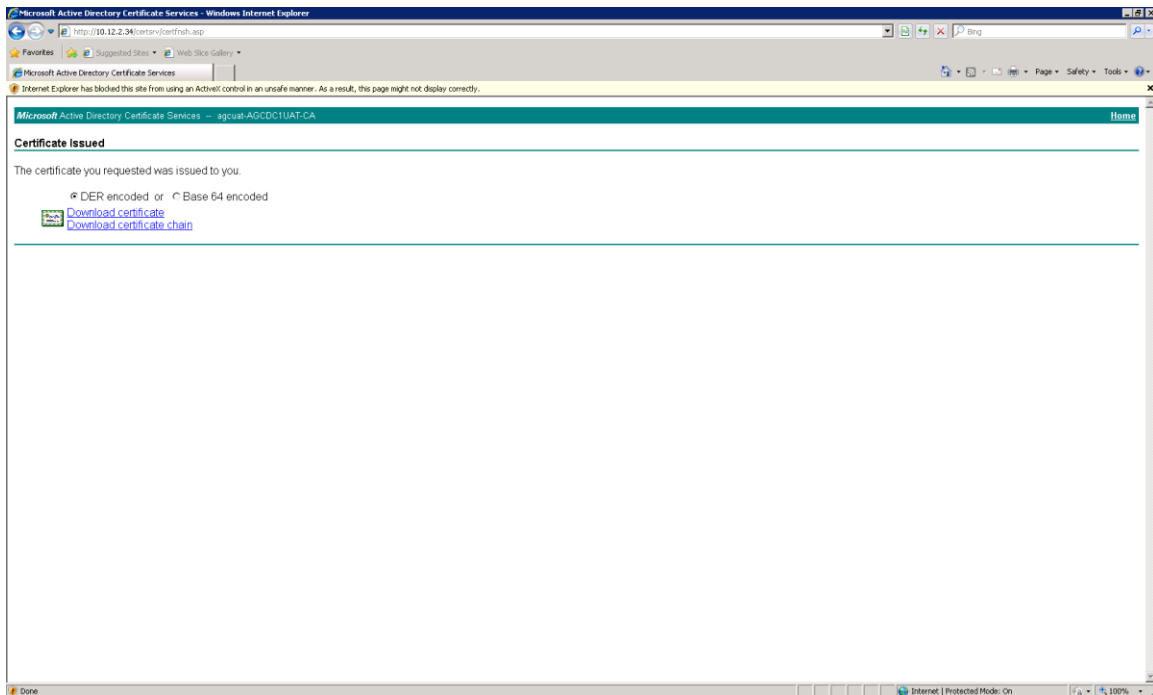 Microsoft Active Directory Certificate Services - Windows Internet Explorer
http://10.12.2.34/certsrv/certfnsh.asp
Bing
Favorites Suggested Sites Web Slice Gallery
Microsoft Active Directory Certificate Services
Page Safety Tools
Internet Explorer has blocked this site from using an ActiveX control in an unsafe manner. As a result, this page might not display correctly.
Microsoft Active Directory Certificate Services -- agcuat-AGCDC1UAT-CA Home
Certificate Issued
The certificate you requested was issued to you.
DER encoded or Base 64 encoded
Download certificate
Download certificate chain
Done Internet | Protected Mode: On 100%